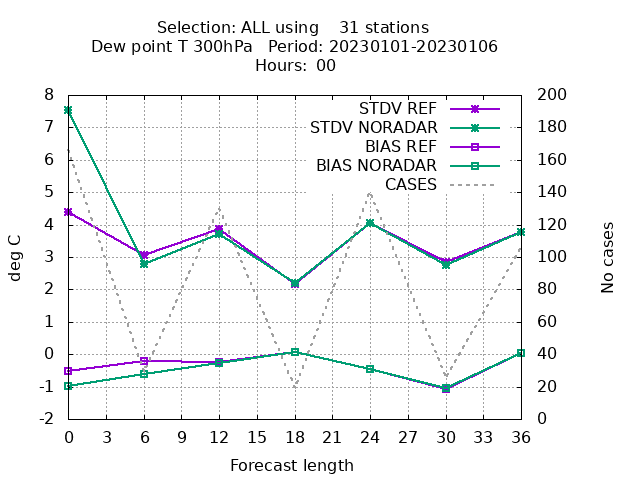 Selection: ALL using    31 stations
Dew point T 300hPa   Period: 20230101-20230106
Hours: 00
8
7
6
5
4
3
2
1
0
-1
-2
deg C
STDV REF
STDV NORADAR
BIAS REF
BIAS NORADAR
CASES
200
180
160
140
120
100
80
60
40
20
0
No cases
0 3 6 9 12 15 18 21 24 27 30 33 36
Forecast length